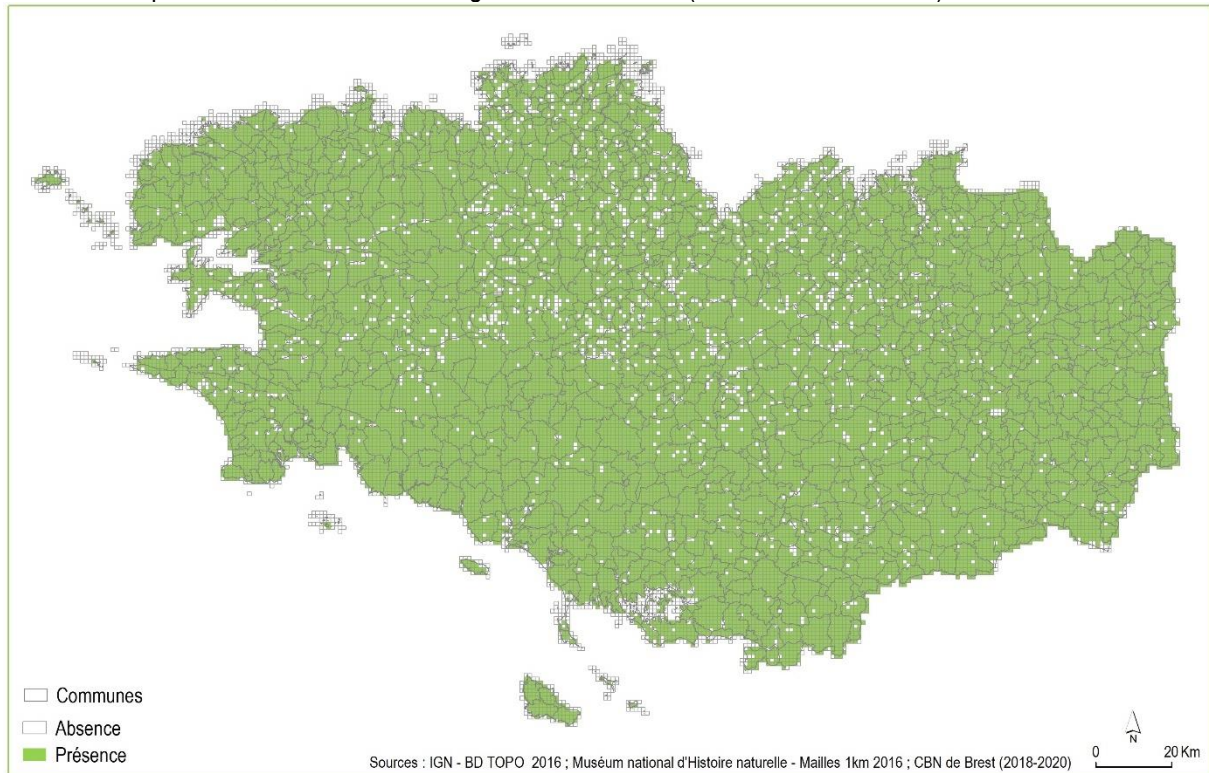 Communes
Absence
Présence
Sources : IGN - BD TOPO 2016 ; Muséum national d'Histoire naturelle - Mailles 1km 2016 ; CBN de Brest (2018-2020)
N
0 20 Km